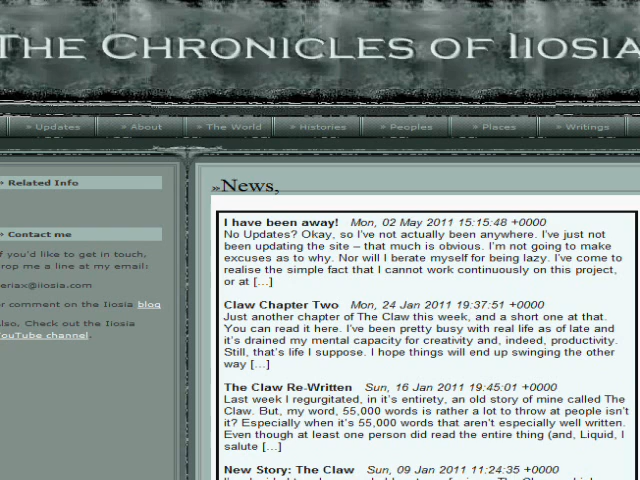 The Chronicles of Iiosia
» Updates » About » The World » Histories » Peoples » Places » Writings
» Related Info
» Contact me
if you'd like to get in touch,
drop me a line at my email:
eriax@iiosia.com
or comment on the Iiosia blog
Also, Check out the Iiosia
YouTube channel.
»News,
I have been away! Mon, 02 May 2011 15:15:48 +0000
No Updates? Okay, so I've not actually been anywhere. I've just not
been updating the site – that much is obvious. I'm not going to make
excuses as to why. Nor will I berate myself for being lazy. I've come to
realise the simple fact that I cannot work continuously on this project,
or at [...]
Claw Chapter Two Mon, 24 Jan 2011 19:37:51 +0000
Just another chapter of The Claw this week, and a short one at that.
You can read it here. I've been pretty busy with real life as of late and
it's drained my mental capacity for creativity and, indeed, productivity.
Still, that's life I suppose. I hope things will end up swinging the other
way [...]
The Claw Re-Written Sun, 16 Jan 2011 19:45:01 +0000
Last week I regurgitated, in it's entirety, an old story of mine called The
Claw. But, my word, 55,000 words is rather a lot to throw at people isn't
it? Especially when it's 55,000 words that aren't especially well written.
Even though at least one person did read the entire thing (and, Liquid, I
salute [...]
New Story: The Claw Sun, 09 Jan 2011 11:24:35 +0000